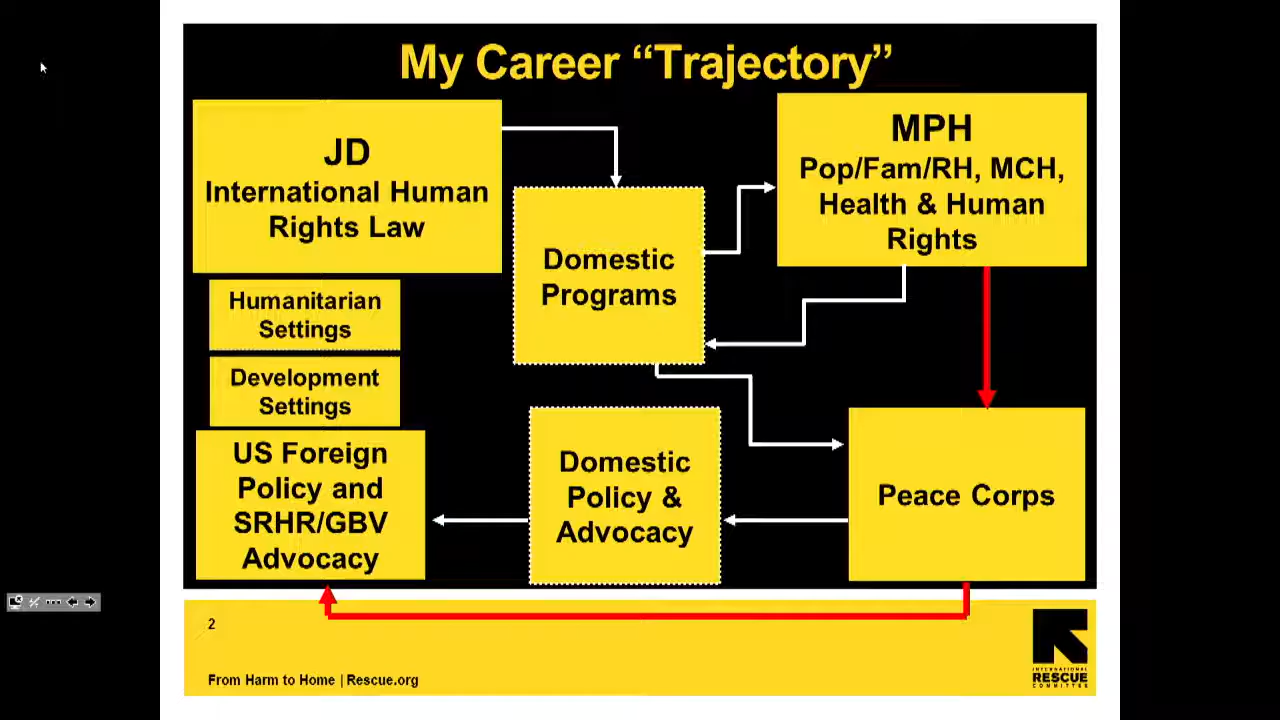 My Career “Trajectory”
JD
International Human
Rights Law
Domestic
Programs
MPH
Pop/Fam/RH, MCH,
Health & Human
Rights
Humanitarian
Settings
Development
Settings
US Foreign
Policy and
SRHR/GBV
Advocacy
Domestic
Policy &
Advocacy
Peace Corps
2
From Harm to Home | Rescue.org
INTERNATIONAL
RESCUE
COMMITTEE